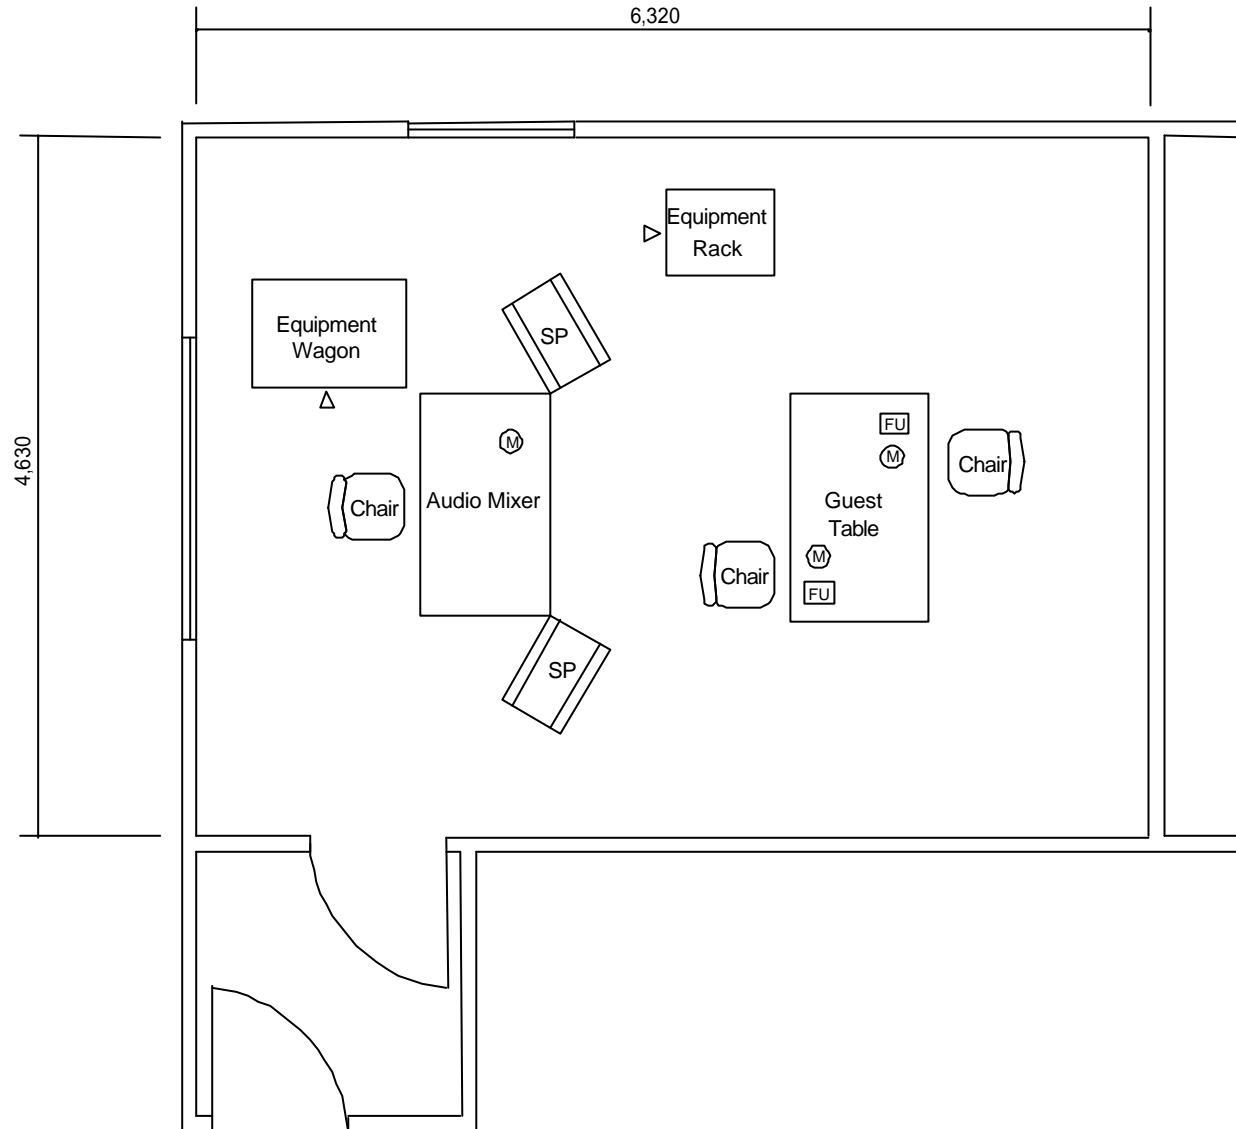 6,320
4,630
Equipment
Rack
Equipment
Wagon
SP
M
FU
M
Chair
Chair
Audio Mixer
Guest
Table
M
Chair
FU
SP